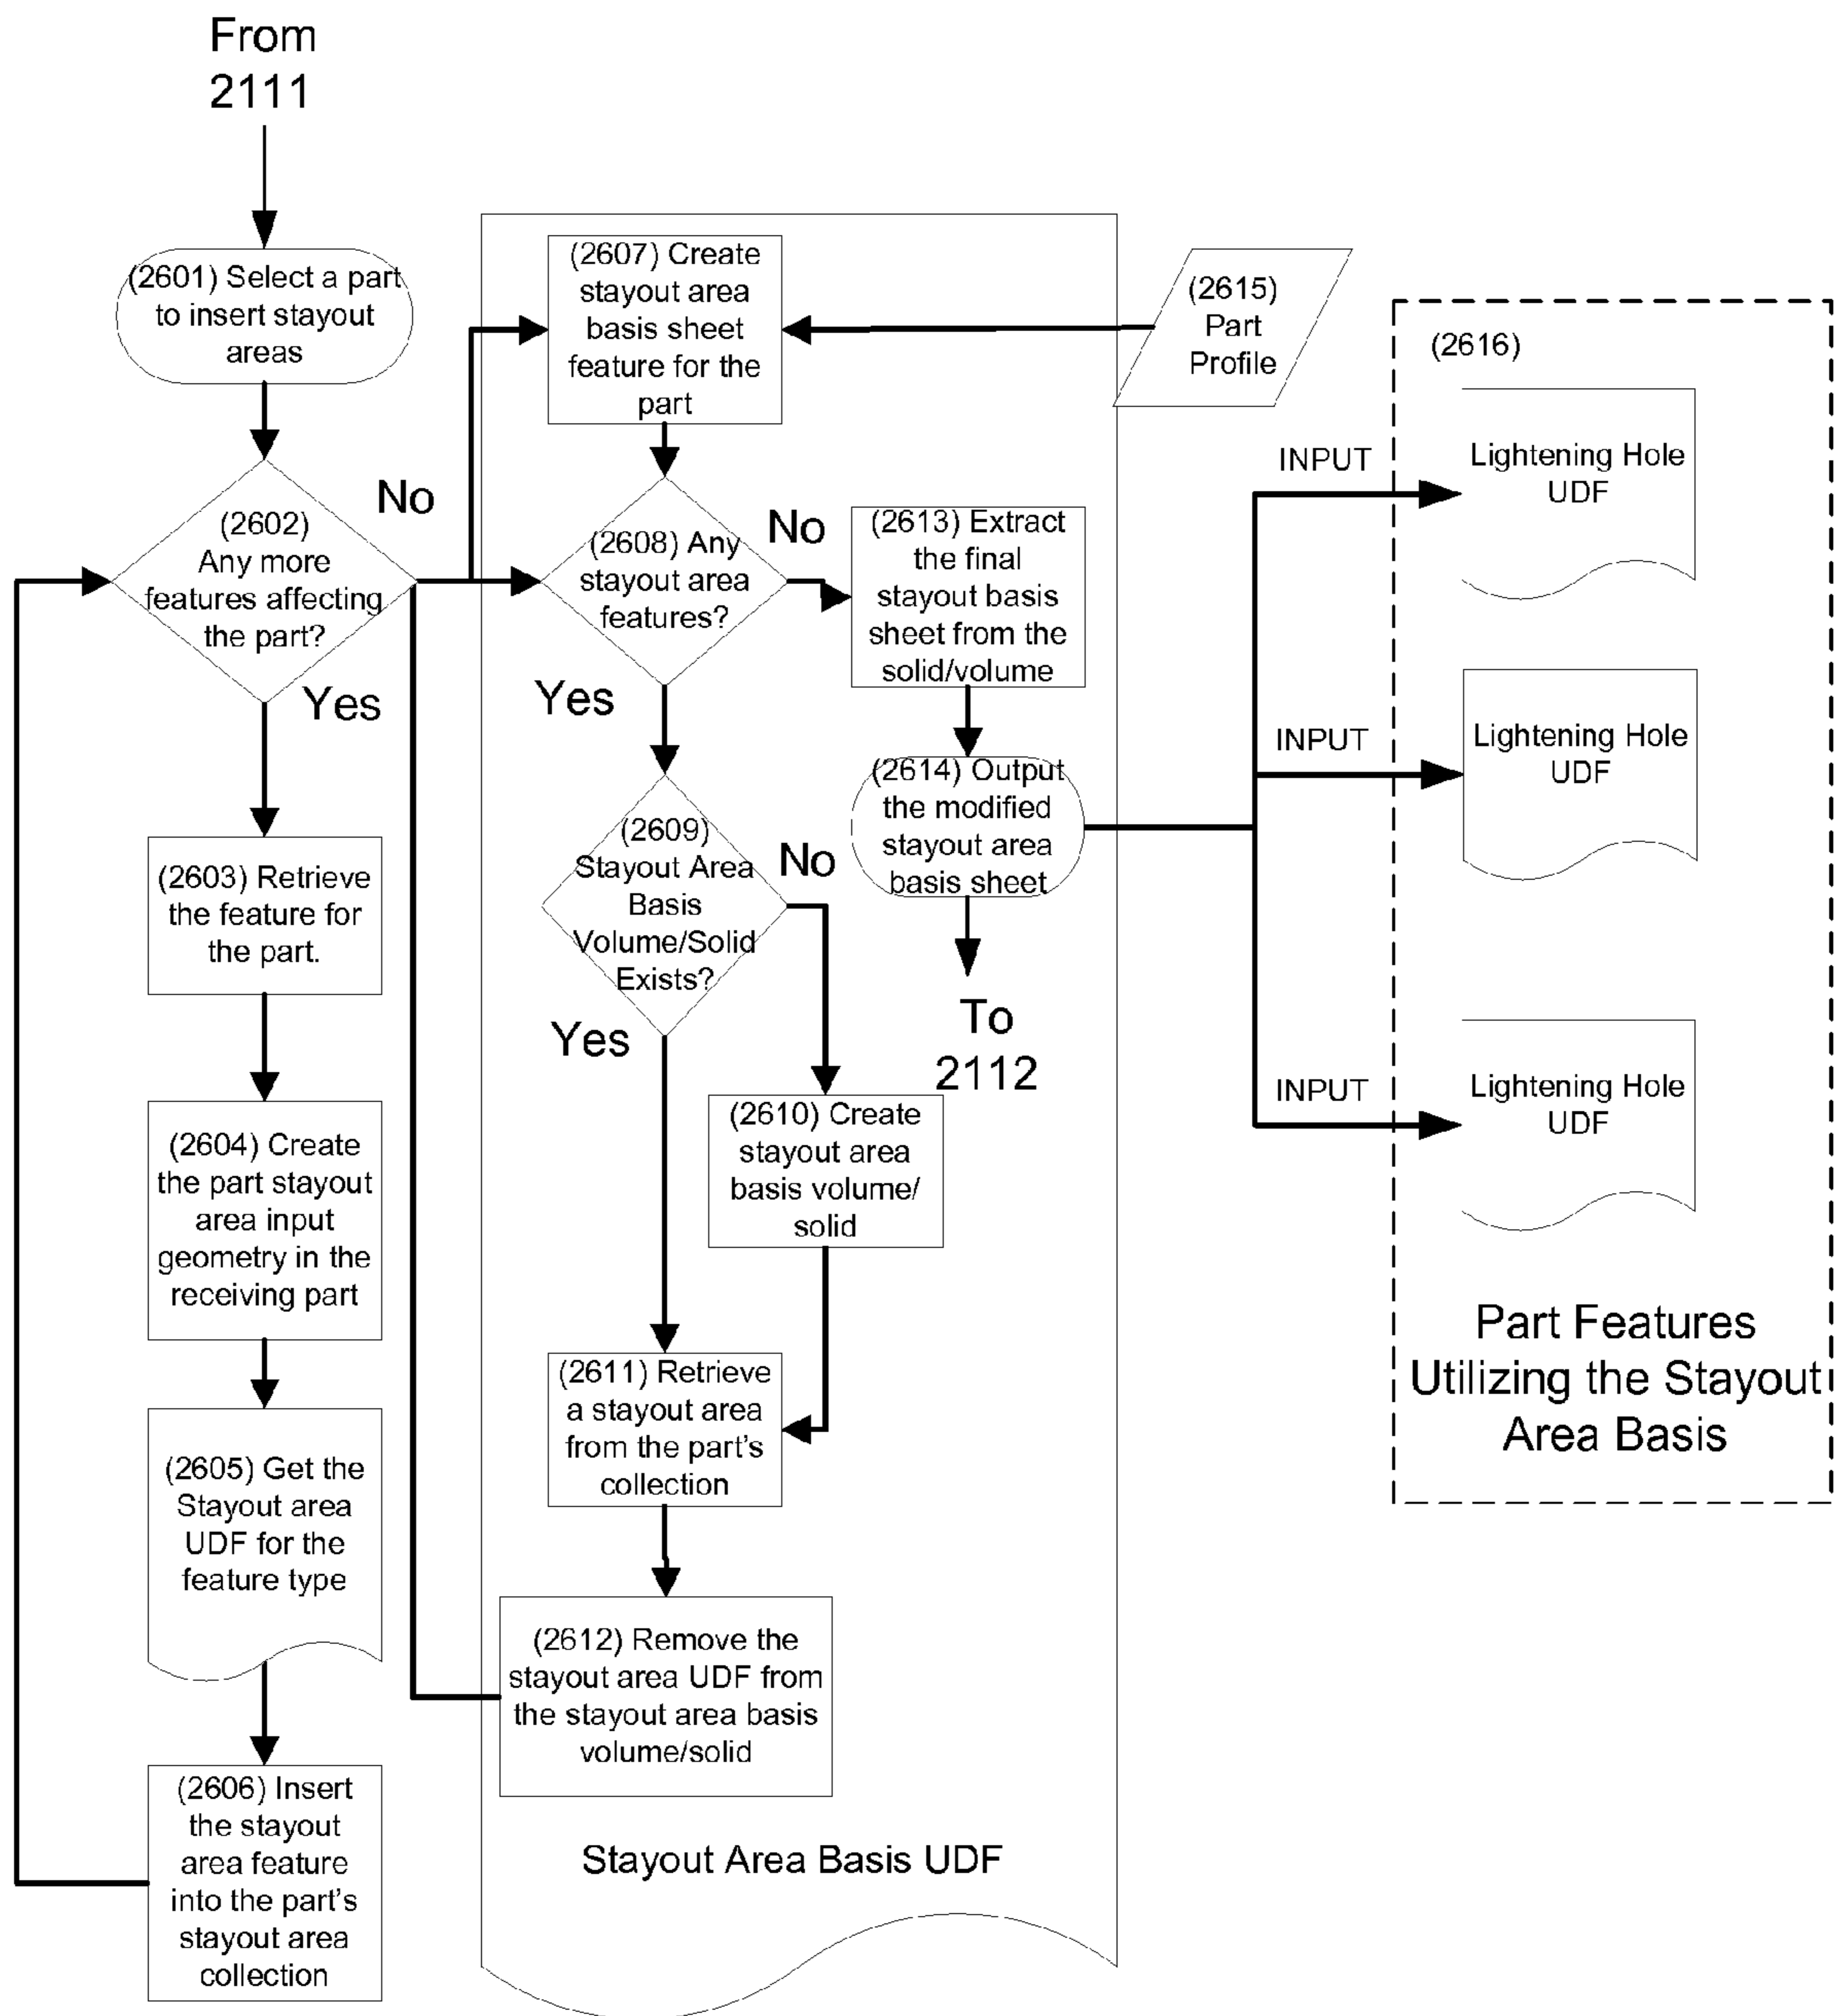 From
2111
(2601) Select a part
to insert stayout
areas
(2602)
Any more
features affecting
the part?
No
Yes
(2603) Retrieve
the feature for
the part.
(2604) Create
the part stayout
area input
geometry in the
receiving part
(2605) Get the
Stayout area
UDF for the
feature type
(2606) Insert
the stayout
area feature
into the part's
stayout area
collection
(2607) Create
stayout area
basis sheet
feature for the
part
(2608) Any
stayout area
features?
No
Yes
(2609)
Stayout Area
Basis
Volume/Solid
Exists?
No
Yes
(2610) Create
stayout area
basis volume/
solid
(2611) Retrieve
a stayout area
from the part's
collection
(2612) Remove the
stayout area UDF from
the stayout area basis
volume/solid
Stayout Area Basis UDF
(2613) Extract
the final
stayout basis
sheet from the
solid/volume
(2614) Output
the modified
stayout area
basis sheet
To
2112
(2615)
Part
Profile
(2616)
INPUT
Lightening Hole
UDF
INPUT
Lightening Hole
UDF
INPUT
Lightening Hole
UDF
Part Features
Utilizing the Stayout
Area Basis